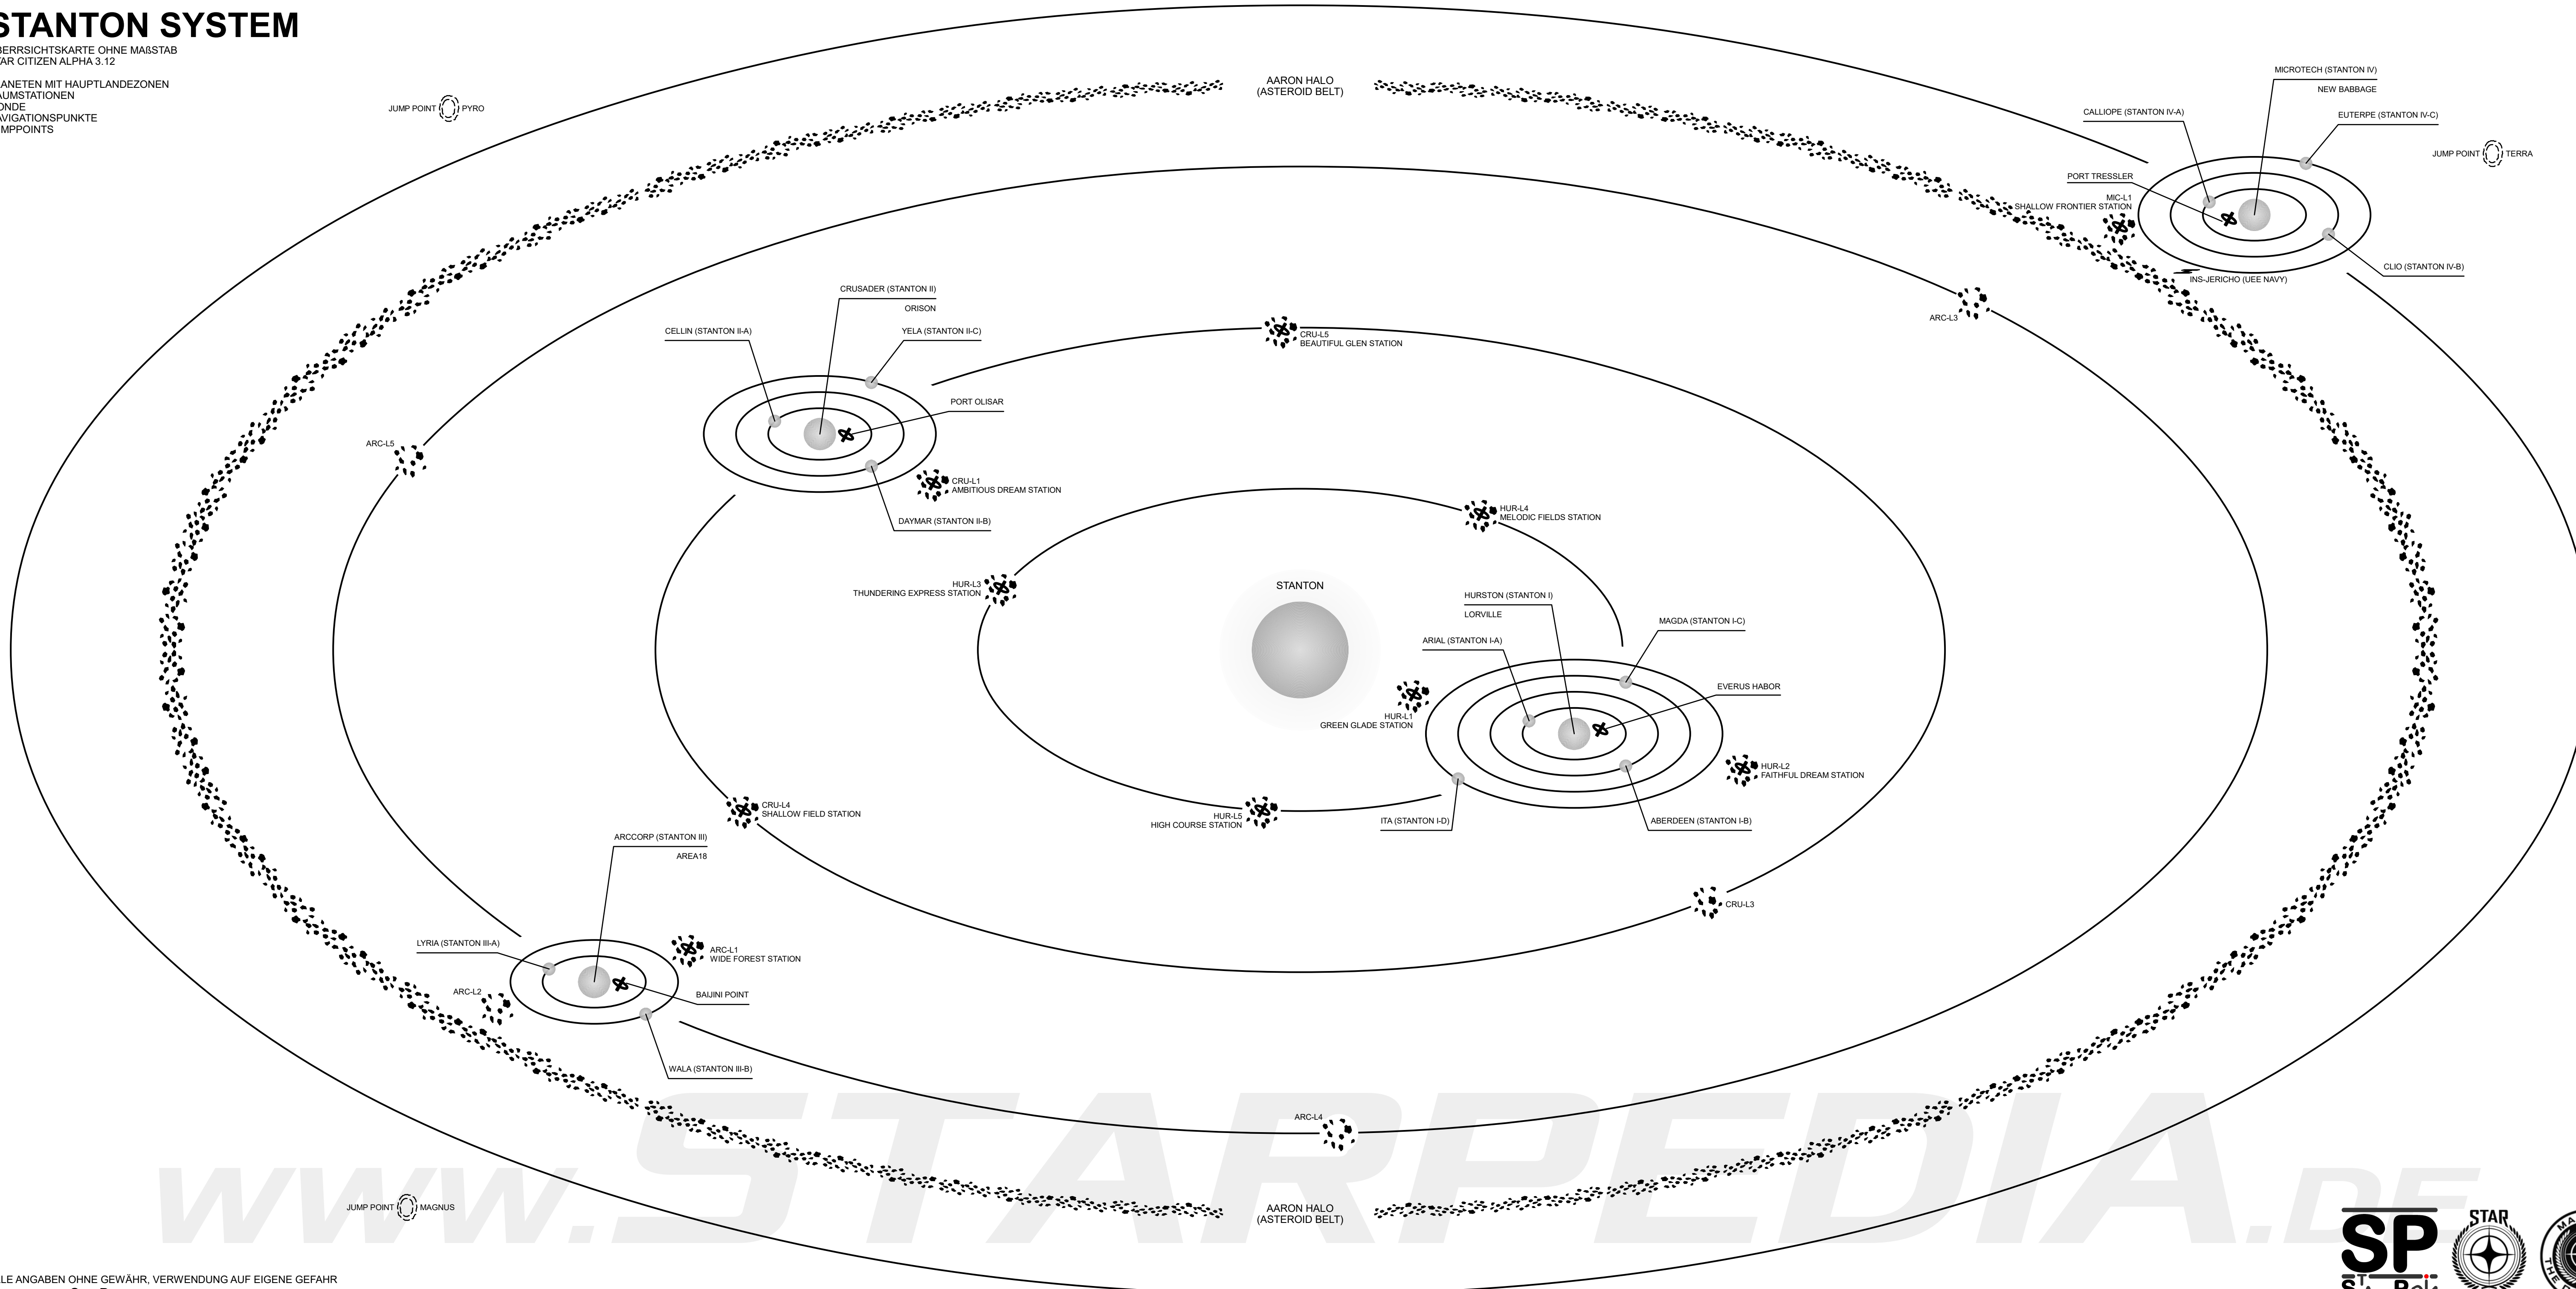 STANTON SYSTEM
BERRSICHTSKARTE OHNE MAßSTAB
TAR CITIZEN ALPHA 3.12
LANETEN MIT HAUPTLANDEZONEN
AUMSTATIONEN
ONDE
AVIGATIONSPUNKTE
MPPOINTS
JUMP POINT PYRO
AARON HALO
(ASTEROID BELT)
MICROTECH (STANTON IV)
NEW BABBAGE
CALLIOPE (STANTON IV-A)
EUTERPE (STANTON IV-C)
JUMP POINT TERRA
PORT TRESSLER
MIC-L1
SHALLOW FRONTIER STATION
CLIO (STANTON IV-B)
INS-JERICHO (UEE NAVY)
ARC-L3
CRUSADER (STANTON II)
ORISON
CELLIN (STANTON II-A)
YELA (STANTON II-C)
CRU-L5
BEAUTIFUL GLEN STATION
PORT OLISAR
ARC-L5
CRU-L1
AMBITIOUS DREAM STATION
DAYMAR (STANTON II-B)
HUR-L4
MELODIC FIELDS STATION
HUR-L3
THUNDERING EXPRESS STATION
STANTON
HURSTON (STANTON I)
LORVILLE
MAGDA (STANTON I-C)
ARIAL (STANTON I-A)
EVERUS HABOR
HUR-L1
GREEN GLADE STATION
HUR-L2
FAITHFUL DREAM STATION
CRU-L4
SHALLOW FIELD STATION
HUR-L5
HIGH COURSE STATION
ITA (STANTON I-D)
ABERDEEN (STANTON I-B)
ARCCORP (STANTON III)
AREA18
CRU-L3
LYRIA (STANTON III-A)
ARC-L1
WIDE FOREST STATION
ARC-L2
BAIJINI POINT
WALA (STANTON III-B)
ARC-L4
WWW.STARPEDIA.DE
JUMP POINT MAGNUS
AARON HALO
(ASTEROID BELT)
SP
STAR
LE ANGABEN OHNE GEWÄHR, VERWENDUNG AUF EIGENE GEFAHR